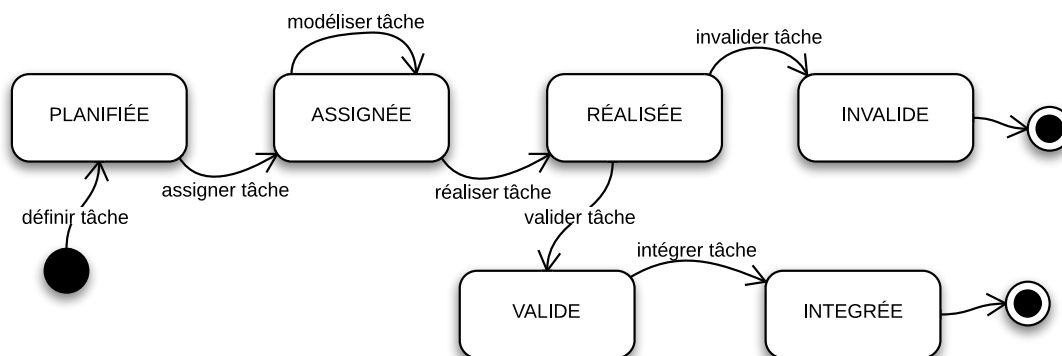 modéliser tâche
invalider tâche
PLANIFIÉE
ASSIGNÉE
RÉALISÉE
INVALIDE
assigner tâche
réaliser tâche
définir tâche
valider tâche
intégrer tâche
VALIDE
INTEGRÉE